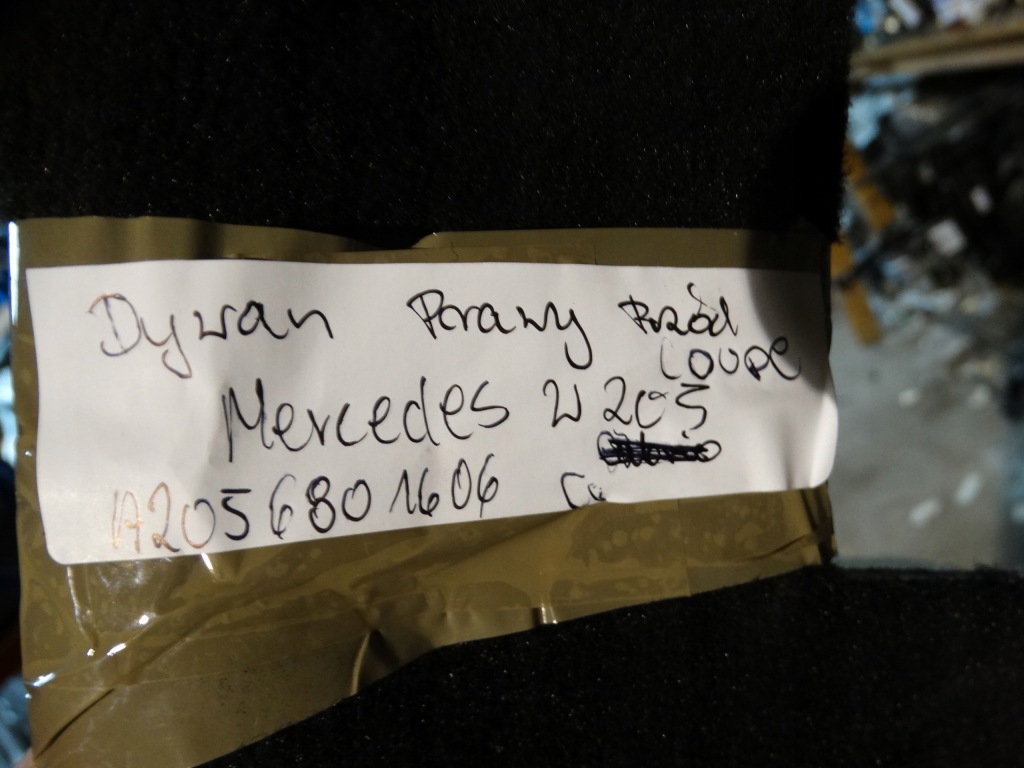 Dywan Prawy Przód
COUPE
Mercedes W205
A2056801606